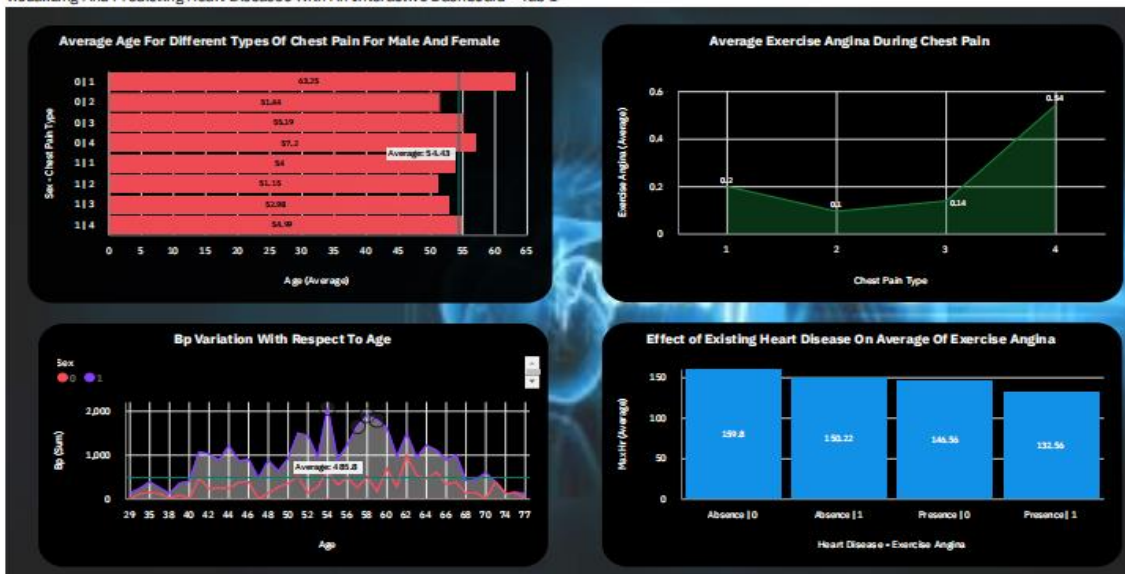 Average Age For Different Types Of Chest Pain For Male And Female
Sex - Chest Pain Type
0 | 1
0 | 2
0 | 3
0 | 4
1 | 1
1 | 2
1 | 3
1 | 4
63.25
51.44
55.19
57.2
54
51.15
52.98
54.99
Average: 54.43
0 5 10 15 20 25 30 35 40 45 50 55 60 65
Age (Average)
Average Exercise Angina During Chest Pain
Exercise Angina (Average)
0.6
0.4
0.2
0
0.2
0.1
0.14
0.54
1 2 3 4
Chest Pain Type
Bp Variation With Respect To Age
Sex
0 1
Bp (Sum)
2,000
1,000
0
Average: 485.8
29 35 38 40 42 44 46 48 50 52 54 56 58 60 62 64 66 68 70 74 77
Age
Effect of Existing Heart Disease On Average Of Exercise Angina
Max Hr (Average)
150
100
50
0
159.8
150.22
146.56
132.56
Absence | 0 Absence | 1 Presence | 0 Presence | 1
Heart Disease - Exercise Angina